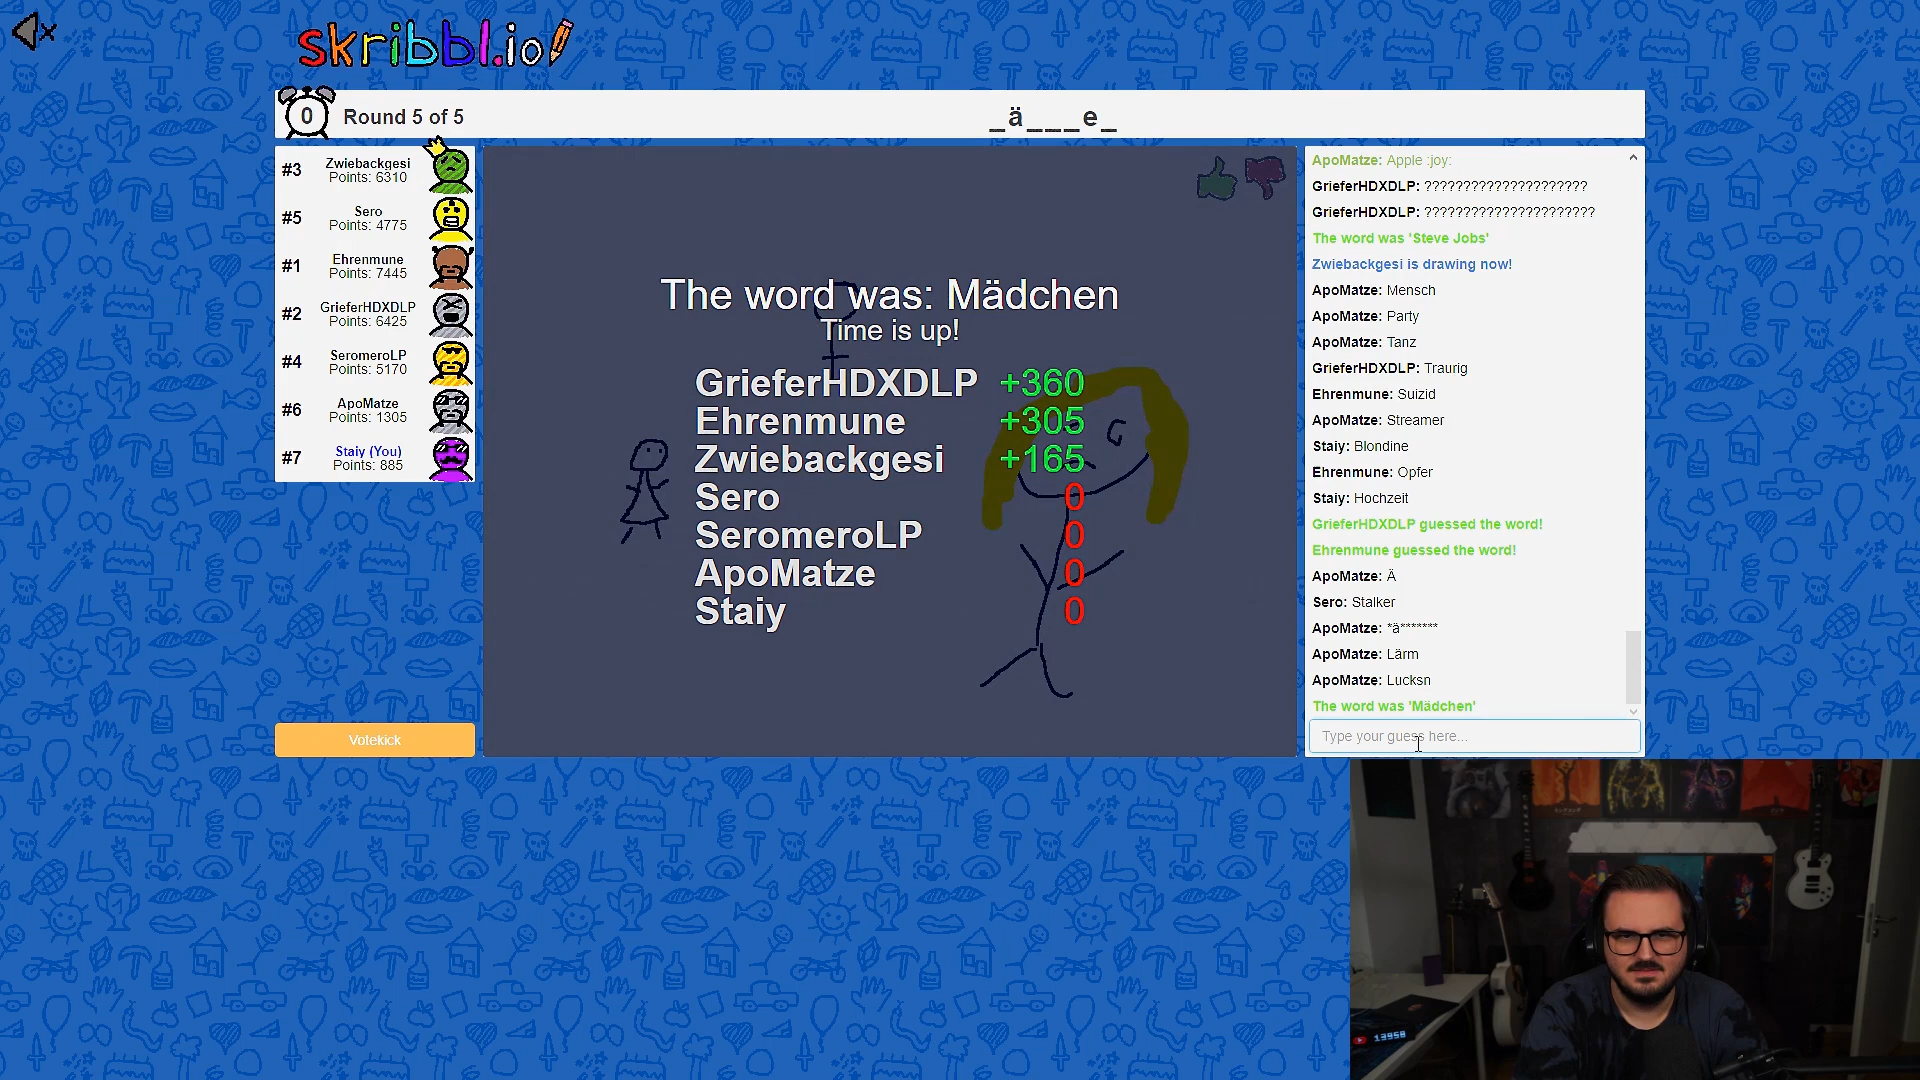 skribbl.io
0
Round 5 of 5
_ä___e_
#3
Zwiebackgesi
Points: 6310
#5
Sero
Points: 4775
#1
Ehrenmune
Points: 7445
#2
GrieferHDXDLP
Points: 6425
#4
SeromeroLP
Points: 5170
#6
ApoMatze
Points: 1305
#7
Staiy (You)
Points: 885
Votekick
The word was: Mädchen
Time is up!
GrieferHDXDLP +360
Ehrenmune +305
Zwiebackgesi +165
Sero 0
SeromeroLP 0
ApoMatze 0
Staiy 0
ApoMatze: Apple :joy:
GrieferHDXDLP: ?????????????????????
GrieferHDXDLP: ??????????????????????
The word was 'Steve Jobs'
Zwiebackgesi is drawing now!
ApoMatze: Mensch
ApoMatze: Party
ApoMatze: Tanz
GrieferHDXDLP: Traurig
Ehrenmune: Suizid
ApoMatze: Streamer
Staiy: Blondine
Ehrenmune: Opfer
Staiy: Hochzeit
GrieferHDXDLP guessed the word!
Ehrenmune guessed the word!
ApoMatze: Ä
Sero: Stalker
ApoMatze: *ä*******
ApoMatze: Lärm
ApoMatze: Lucksn
The word was 'Mädchen'
Type your guess here...
13958